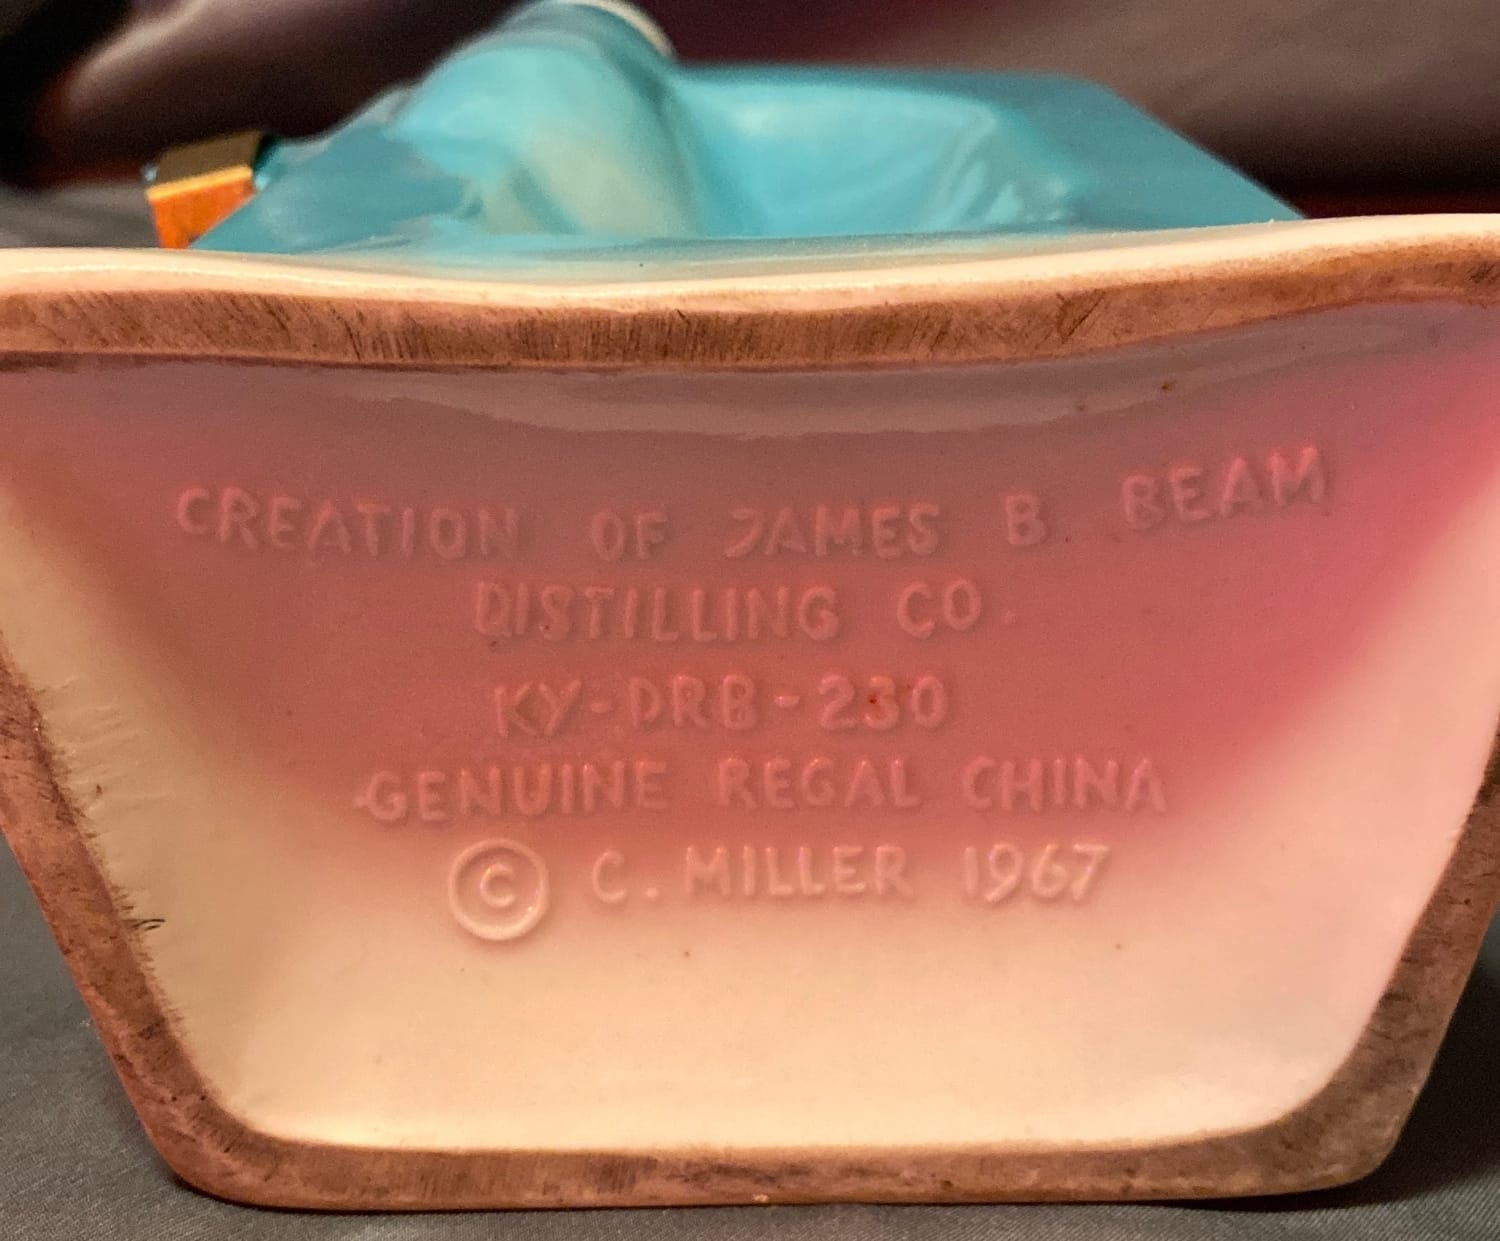 CREATION OF JAMES B. BEAM
DISTILLING CO.
KY-DRB-230
GENUINE REGAL CHINA
© C. MILLER 1967